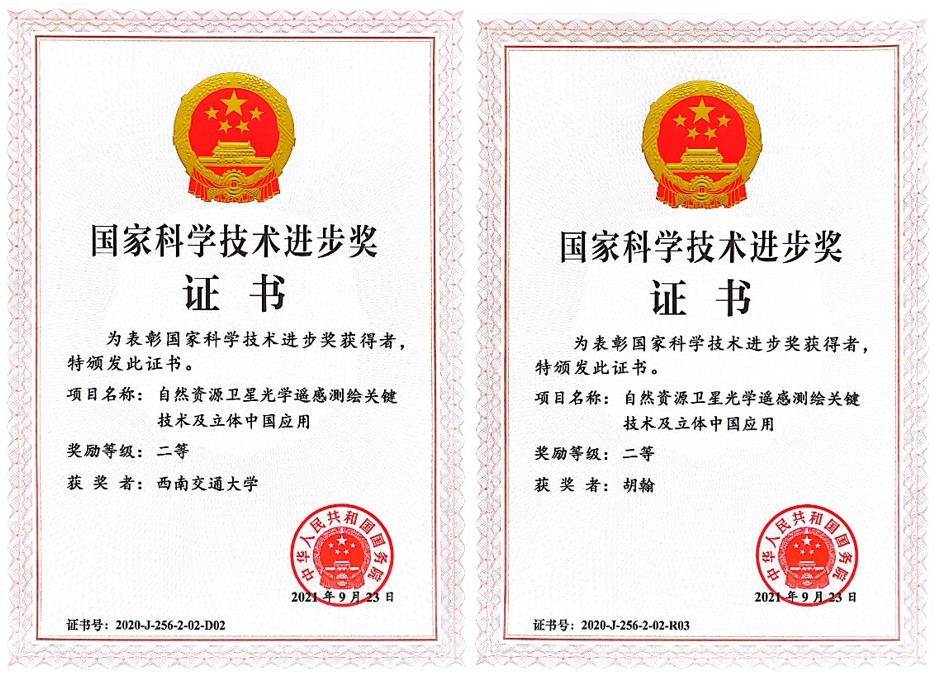 国家科学技术进步奖
证书
为表彰国家科学技术进步奖获得者，
特颁发此证书。
项目名称：自然资源卫星光学遥感测绘关键
技术及立体中国应用
奖励等级：二等
获奖者：西南交通大学
中华人民共和国国务院
2021年9月23日
证书号：2020-J-256-2-02-D02
国家科学技术进步奖
证书
为表彰国家科学技术进步奖获得者，
特颁发此证书。
项目名称：自然资源卫星光学遥感测绘关键
技术及立体中国应用
奖励等级：二等
获奖者：胡翰
中华人民共和国国务院
2021年9月23日
证书号：2020-J-256-2-02-R03